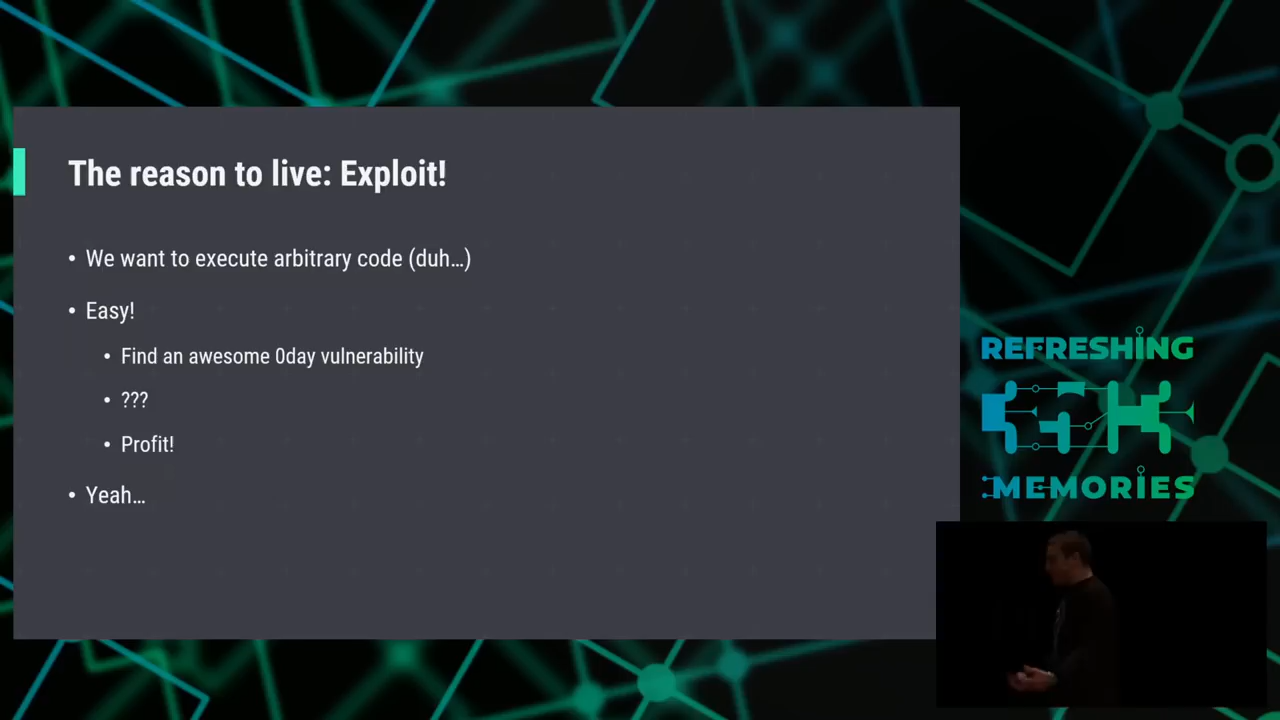 The reason to live: Exploit!
• We want to execute arbitrary code (duh…)
• Easy!
• Find an awesome 0day vulnerability
• ???
• Profit!
• Yeah…
REFRESHING
MEMORIES